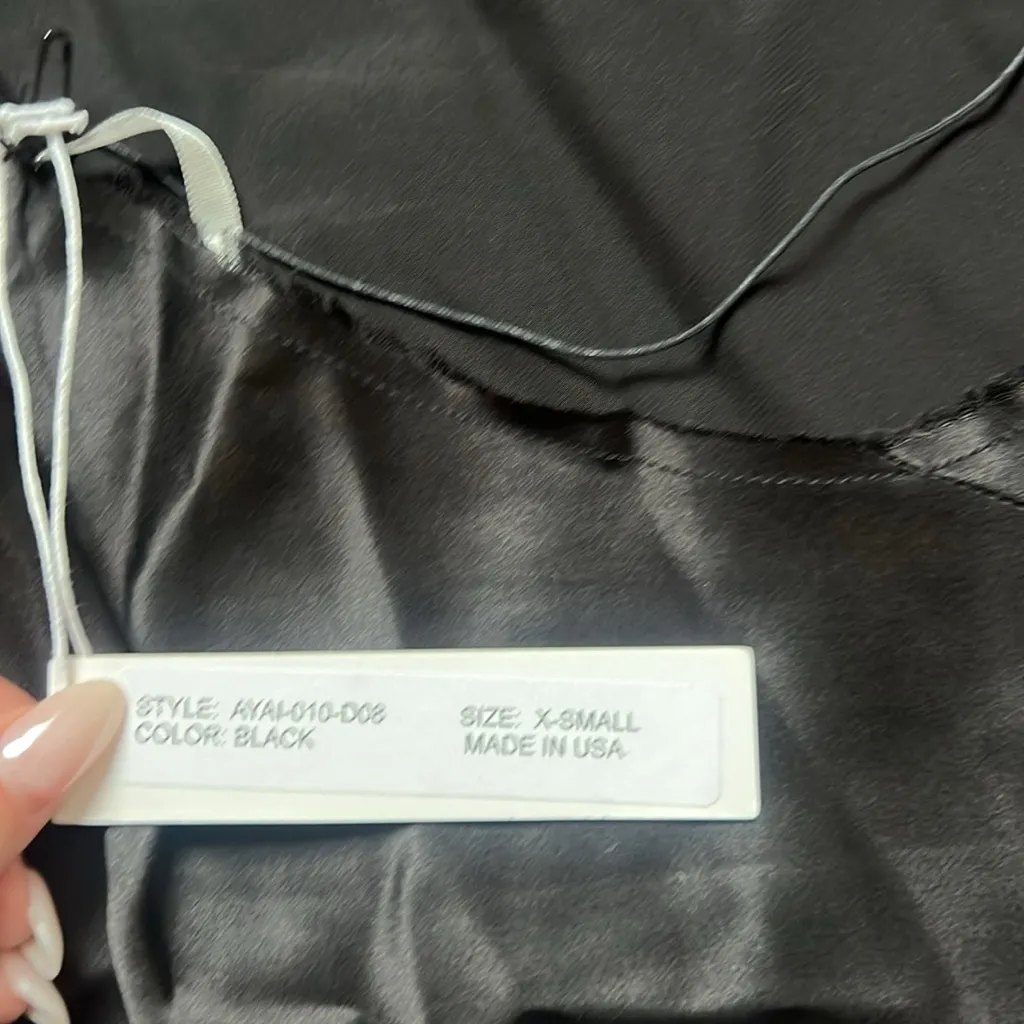 STYLE: AYAI-010-D08
COLOR: BLACK
SIZE: X-SMALL
MADE IN USA